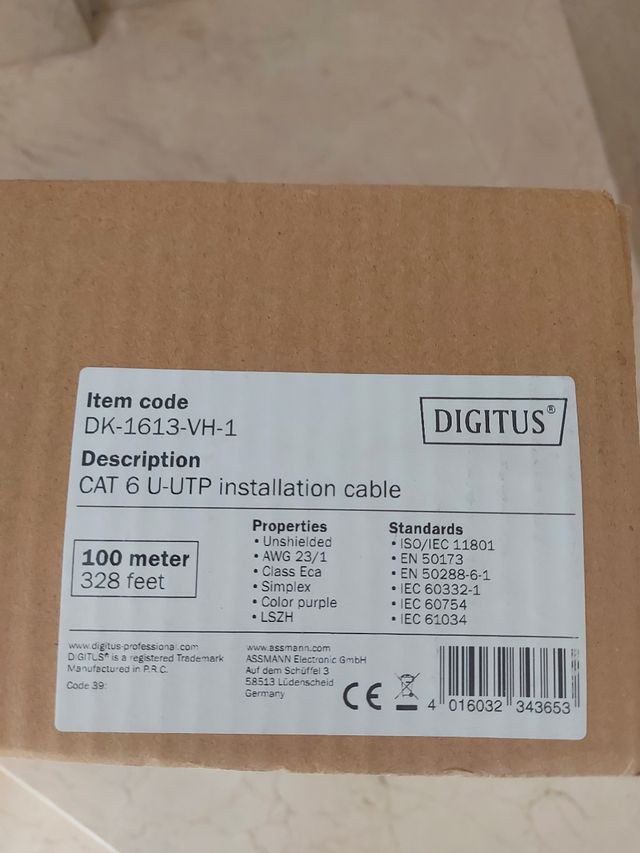 Item code
DK-1613-VH-1
DIGITUS®
Description
CAT 6 U-UTP installation cable
100 meter
328 feet
Properties
• Unshielded
• AWG 23/1
• Class Eca
• Simplex
• Color purple
• LSZH
Standards
• ISO/IEC 11801
• EN 50173
• EN 50288-6-1
• IEC 60332-1
• IEC 60754
• IEC 61034
www.digitus-professional.com
DIGITUS® is a registered Trademark
Manufactured in P.R.C.
Code 39:
www.assmann.com
ASSMANN Electronic GmbH
Auf dem Schüffel 3
58513 Lüdenscheid
Germany
CE
4 016032 343653